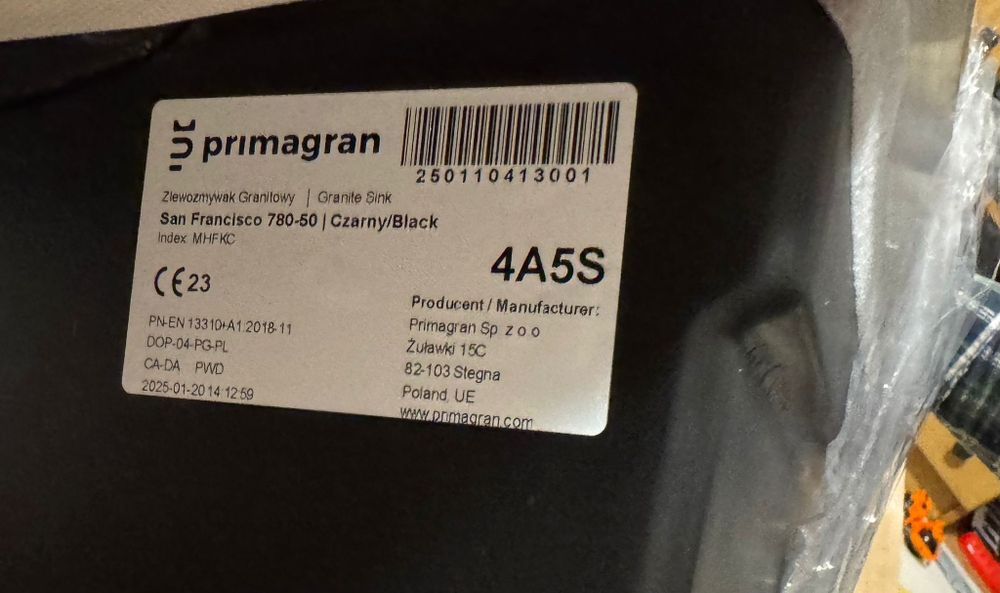 primagran
250110413001
Zlewozmywak Granitowy | Granite Sink
San Francisco 780-50 | Czarny/Black
Index MHFKC
4A5S
CE 23
PN-EN 13310+A1:2018-11
DOP-04-PG-PL
CA-DA PWD
2025-01-20 14:12:59
Producent / Manufacturer:
Primagran Sp. z o.o
Żuławki 15C
82-103 Stegna
Poland, UE
www.primagran.com